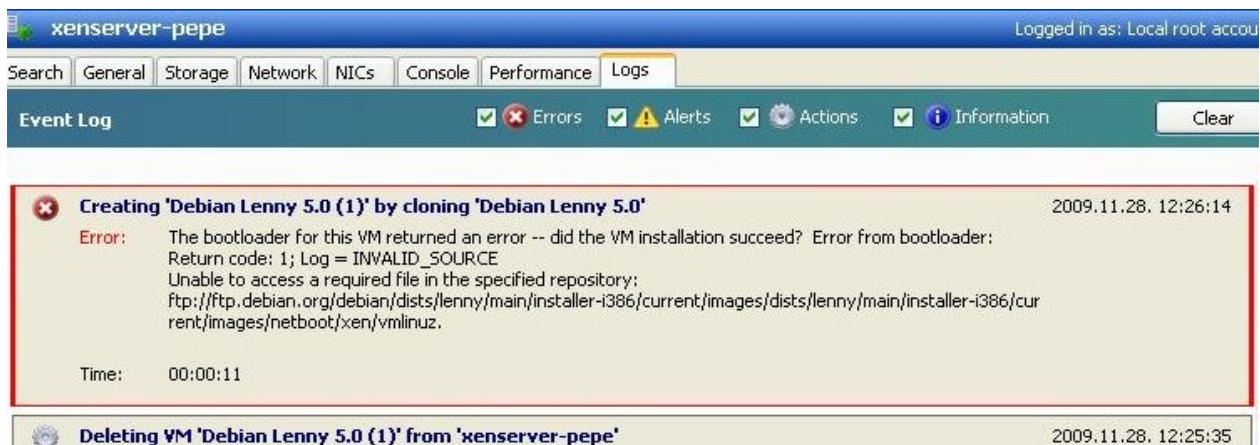 xenserver-pepe
Logged in as: Local root accou
Search General Storage Network NICs Console Performance Logs
Event Log Errors Alerts Actions Information Clear
Creating 'Debian Lenny 5.0 (1)' by cloning 'Debian Lenny 5.0' 2009.11.28. 12:26:14
Error: The bootloader for this VM returned an error -- did the VM installation succeed? Error from bootloader:
Return code: 1; Log = INVALID_SOURCE
Unable to access a required file in the specified repository:
ftp://ftp.debian.org/debian/dists/lenny/main/installer-i386/current/images/dists/lenny/main/installer-i386/cur
rent/images/netboot/xen/vmlinuz.
Time: 00:00:11
Deleting VM 'Debian Lenny 5.0 (1)' from 'xenserver-pepe' 2009.11.28. 12:25:35